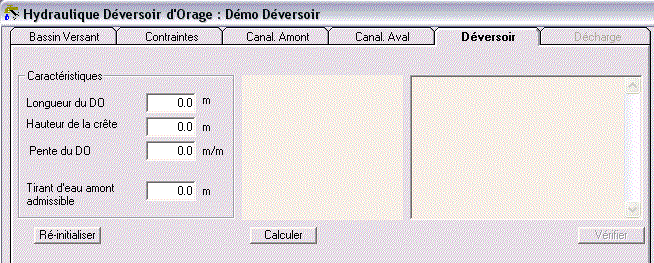 Hydraulique Déversoir d'Orage : Démo Déversoir
Bassin Versant Contraintes Canal. Amont Canal. Aval Déversoir Décharge
Caractéristiques
Longueur du DO 0.0 m
Hauteur de la crête 0.0 m
Pente du DO 0.0 m/m
Tirant d'eau amont
admissible 0.0 m
Ré-initialiser Calculer Vérifier